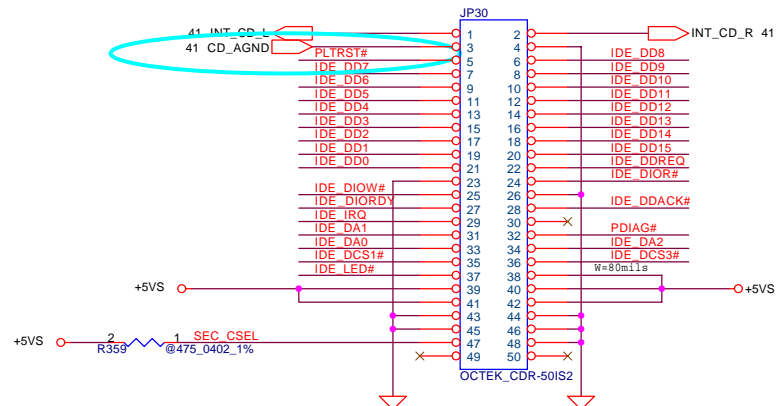 JP30
41 INT_CD_L 1 2 INT_CD_R 41
41 CD_AGND 3 4
PLTRST# 5 6 IDE_DD8
IDE_DD7 7 8 IDE_DD9
IDE_DD6 9 10 IDE_DD10
IDE_DD5 11 12 IDE_DD11
IDE_DD4 13 14 IDE_DD12
IDE_DD3 15 16 IDE_DD13
IDE_DD2 17 18 IDE_DD14
IDE_DD1 19 20 IDE_DD15
IDE_DD0 21 22 IDE_DDREQ
23 24 IDE_DIOR#
IDE_DIOW# 25 26
IDE_DIORDY 27 28 IDE_DDACK#
IDE_IRQ 29 30
IDE_DA1 31 32 PDIAG#
IDE_DA0 33 34 IDE_DA2
IDE_DCS1# 35 36 IDE_DCS3#
IDE_LED# 37 38 W=80mils
+5VS 39 40 +5VS
41 42
43 44
45 46
+5VS 2 1 SEC_CSEL 47 48
R359 @475_0402_1% 49 50
OCTEK_CDR-50IS2